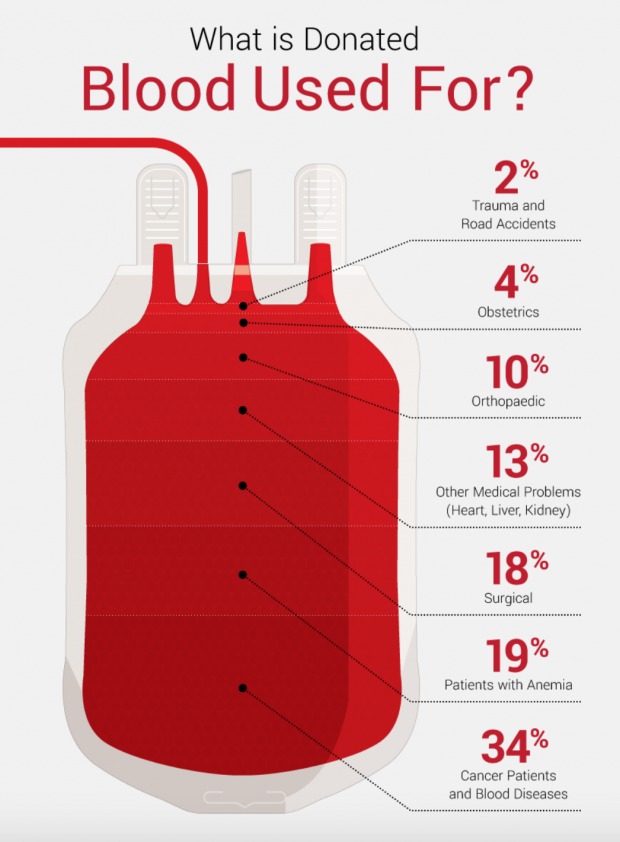 What is Donated
Blood Used For?
2%
Trauma and
Road Accidents
4%
Obstetrics
10%
Orthopaedic
13%
Other Medical Problems
(Heart, Liver, Kidney)
18%
Surgical
19%
Patients with Anemia
34%
Cancer Patients
and Blood Diseases